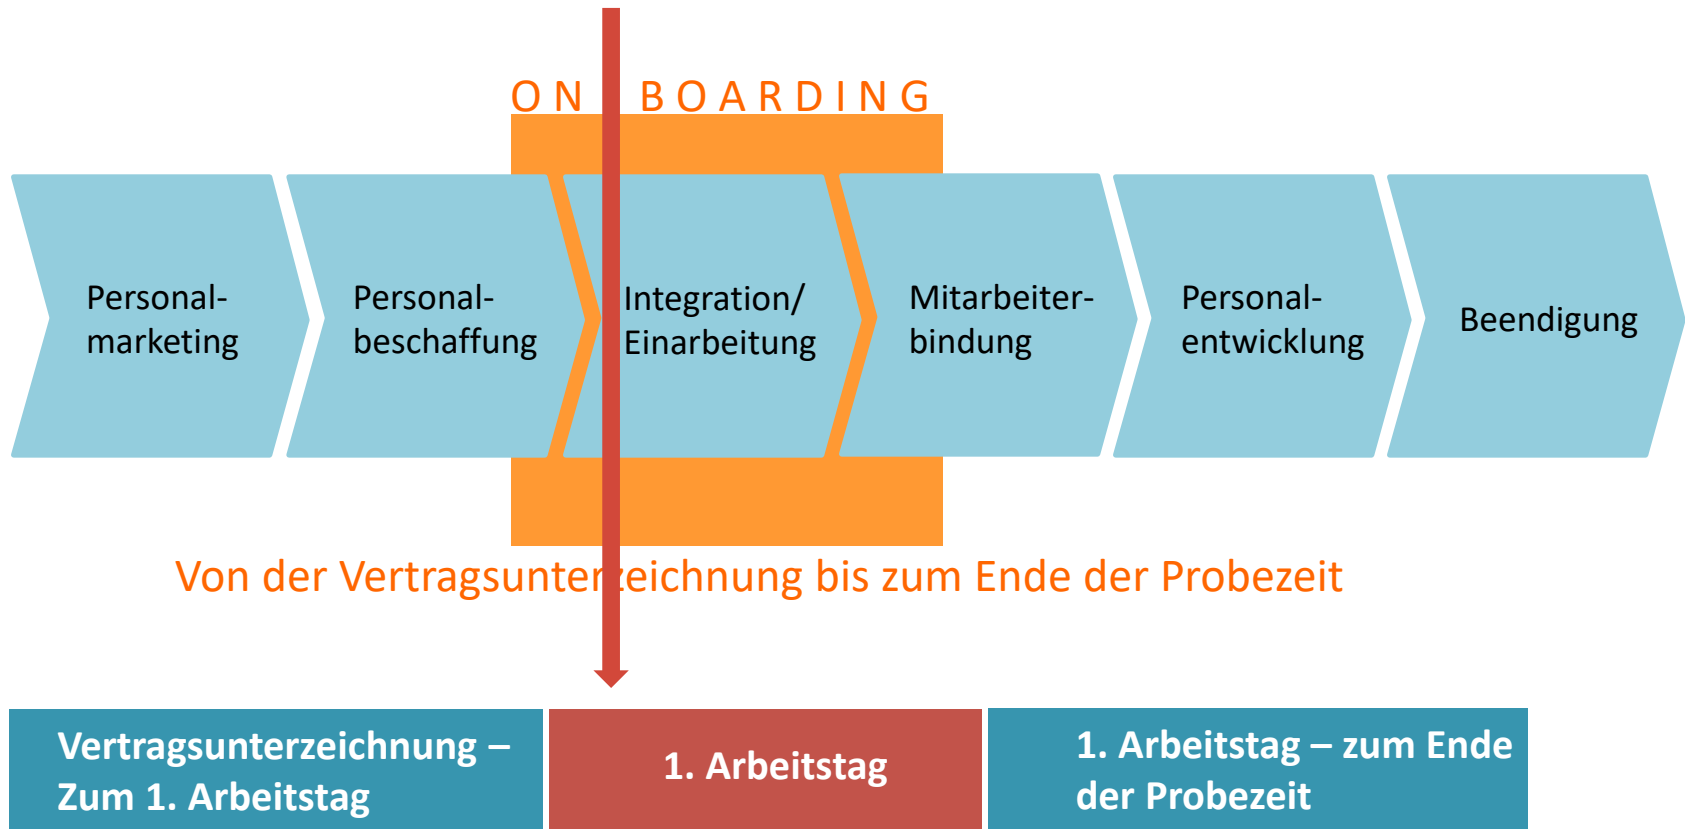 ON BOARDING
Personal-
marketing
Personal-
beschaffung
Integration/
Einarbeitung
Mitarbeiter-
bindung
Personal-
entwicklung
Beendigung
Von der Vertragsunterzeichnung bis zum Ende der Probezeit
Vertragsunterzeichnung –
Zum 1. Arbeitstag
1. Arbeitstag
1. Arbeitstag – zum Ende
der Probezeit